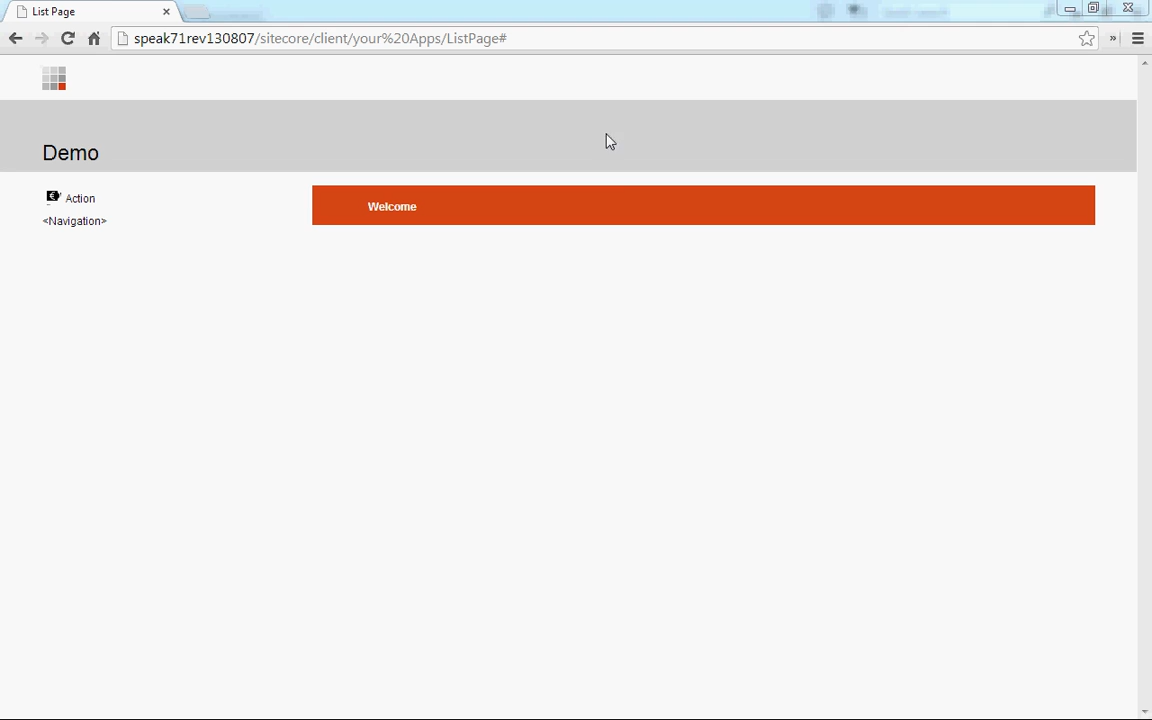 List Page
speak71rev130807/sitecore/client/your%20Apps/ListPage#
Demo
Action
<Navigation>
Welcome